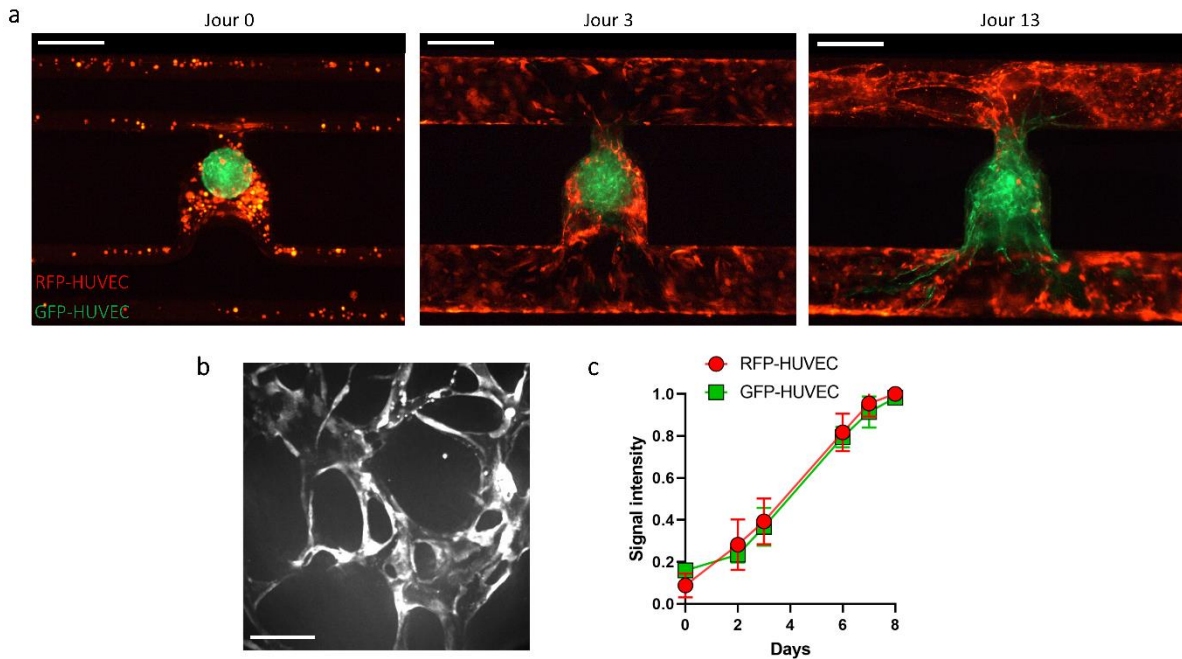 a
Jour 0
Jour 3
Jour 13
RFP-HUVEC
GFP-HUVEC
b
c
RFP-HUVEC
GFP-HUVEC
Signal intensity
1.0
0.8
0.6
0.4
0.2
0.0
0 2 4 6 8
Days